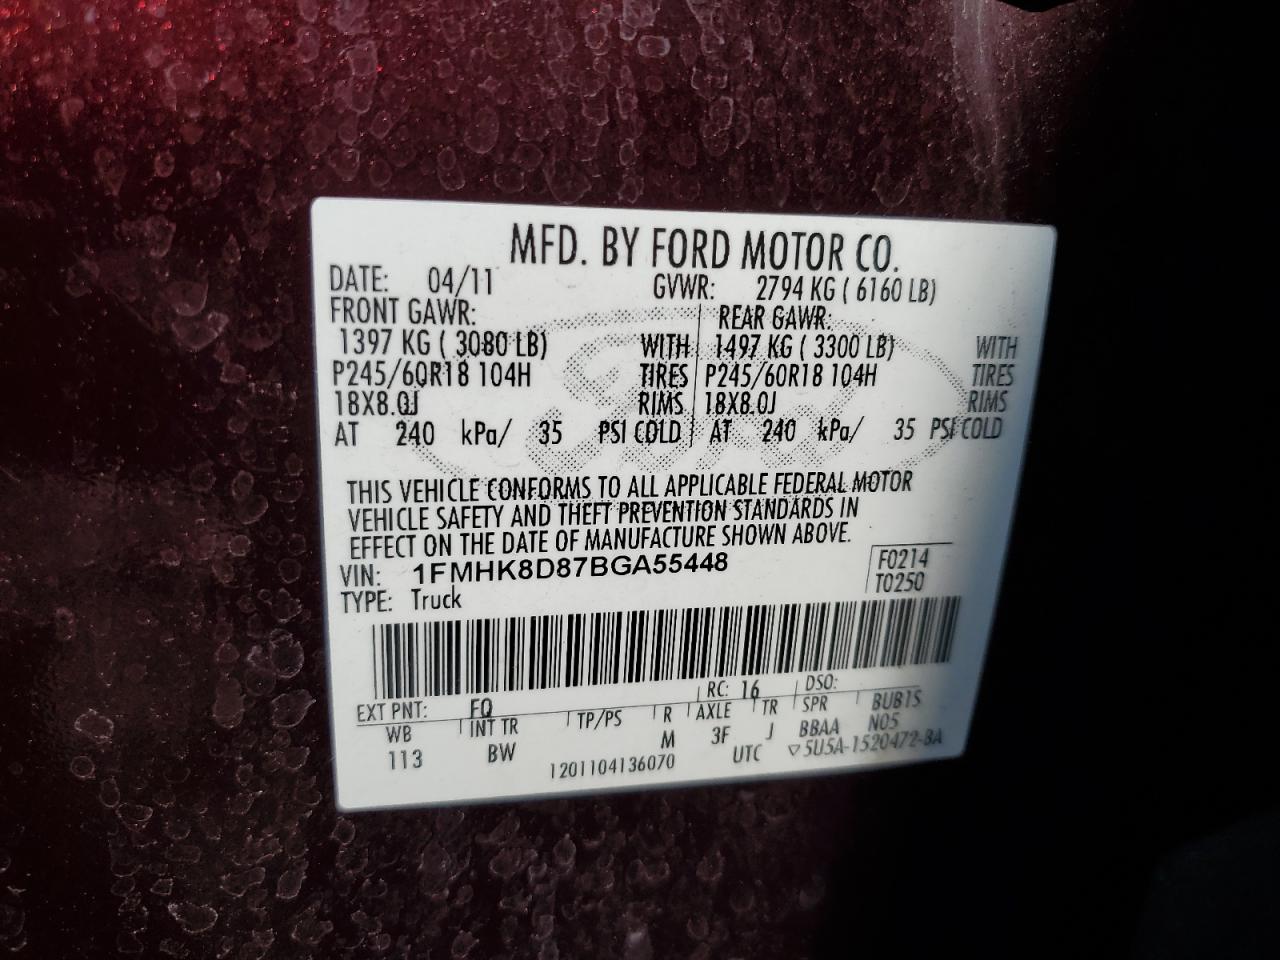 MFD. BY FORD MOTOR CO.
DATE: 04/11 GVWR: 2794 KG ( 6160 LB)
FRONT GAWR: REAR GAWR:
1397 KG ( 3080 LB) WITH 1497 KG ( 3300 LB) WITH
P245/60R18 104H TIRES P245/60R18 104H TIRES
18X8.0J RIMS 18X8.0J RIMS
AT 240 kPa/ 35 PSI COLD AT 240 kPa/ 35 PSI COLD
THIS VEHICLE CONFORMS TO ALL APPLICABLE FEDERAL MOTOR
VEHICLE SAFETY AND THEFT PREVENTION STANDARDS IN
EFFECT ON THE DATE OF MANUFACTURE SHOWN ABOVE.
VIN: 1FMHK8D87BGA55448 F0214
TYPE: Truck T0250
EXT PNT: FQ RC: 16 DSO:
WB INT TR TP/PS R AXLE TR SPR BUB1S
113 BW M 3F J BBAA N05
1201104136070 UTC ▽5U5A-1520472-BA